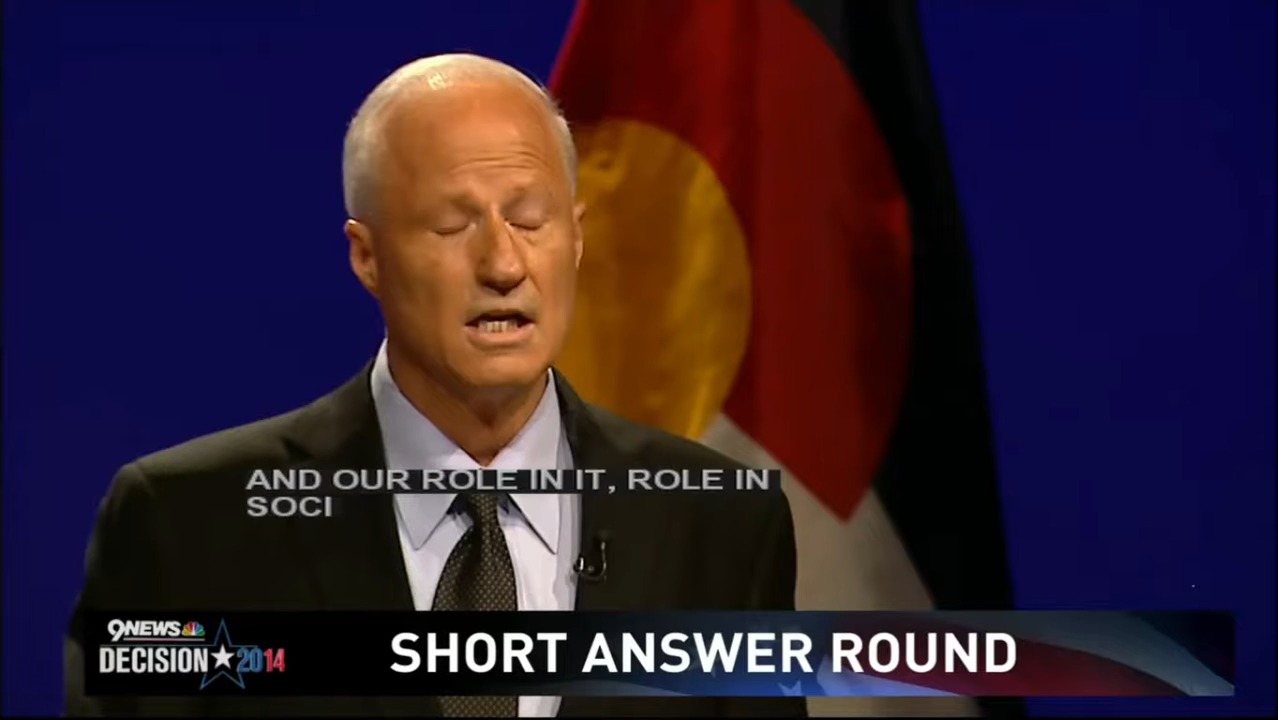 AND OUR ROLE IN IT, ROLE IN
SOCI
9NEWS
DECISION 2014
SHORT ANSWER ROUND